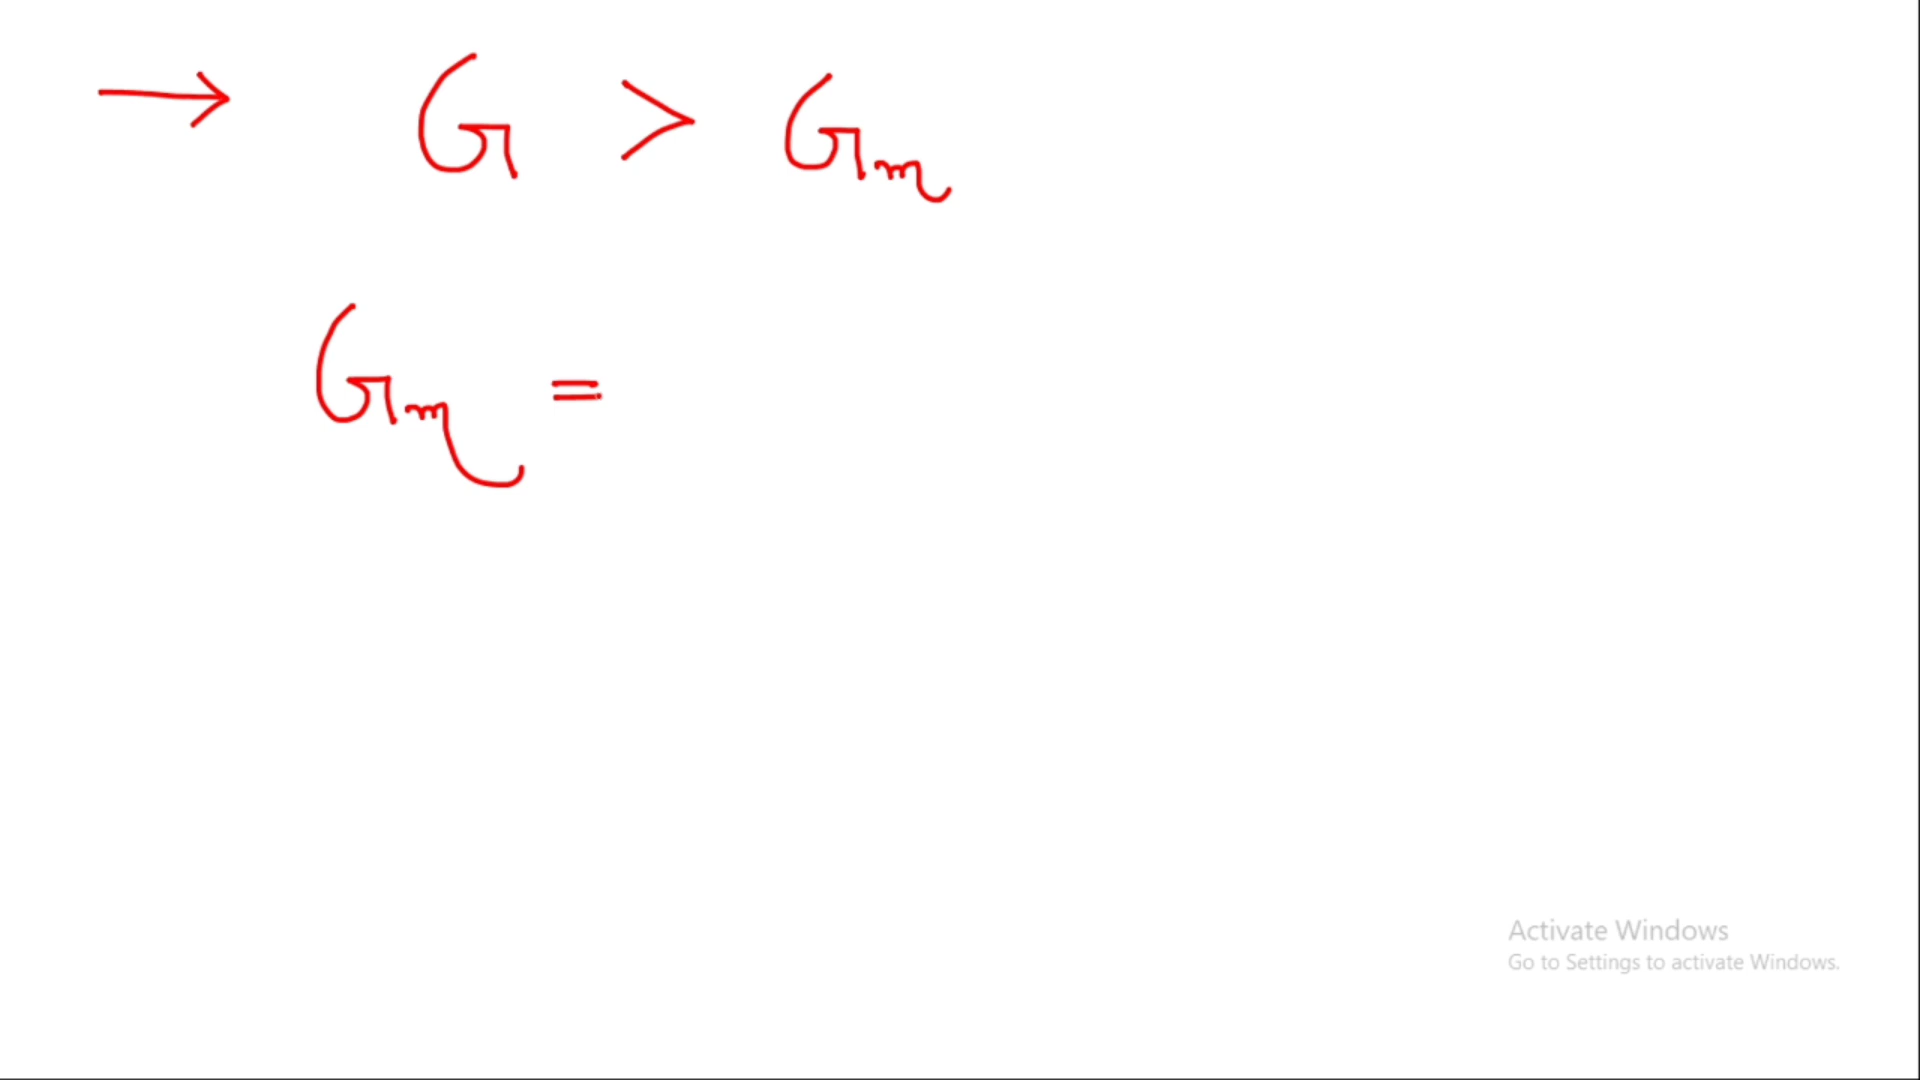 → G > Gm
Gm =
Activate Windows
Go to Settings to activate Windows.